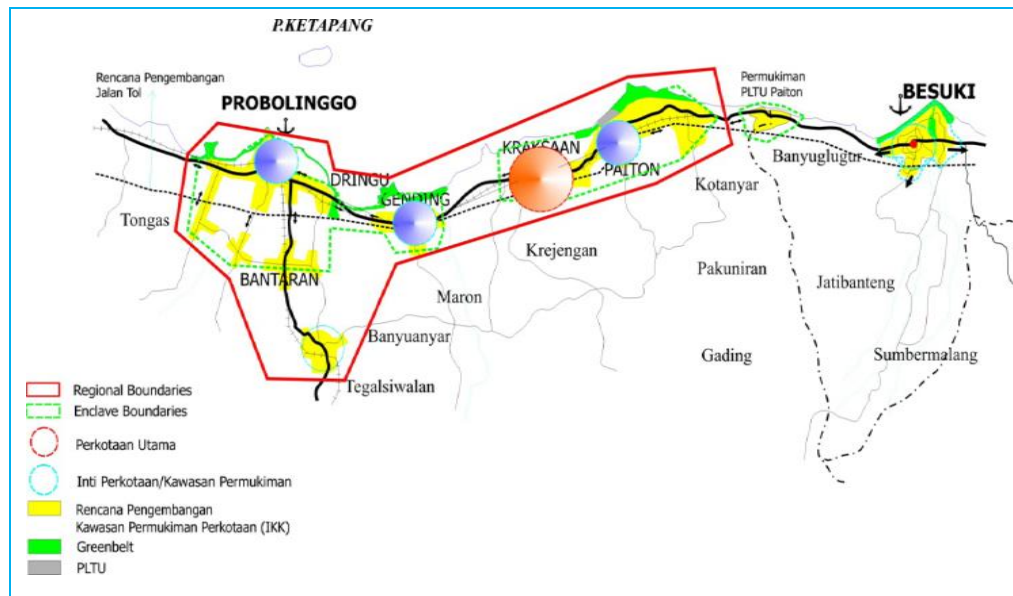 P.KETAPANG
Rencana Pengembangan
Jalan Tol
PROBOLINGGO
Permukiman
PLTU Paiton
BESUKI
KRAKSAAN
Banyuglugur
DRINGU
PAITON
Kotanyar
GENDING
Tongas
Krejengan
BANTARAN
Pakuniran
Jatibanteng
Maron
Banyuanyar
Gading
Sumbermalang
Tegalsiwalan
Regional Boundaries
Enclave Boundaries
Perkotaan Utama
Inti Perkotaan/Kawasan Permukiman
Rencana Pengembangan
Kawasan Permukiman Perkotaan (IKK)
Greenbelt
PLTU